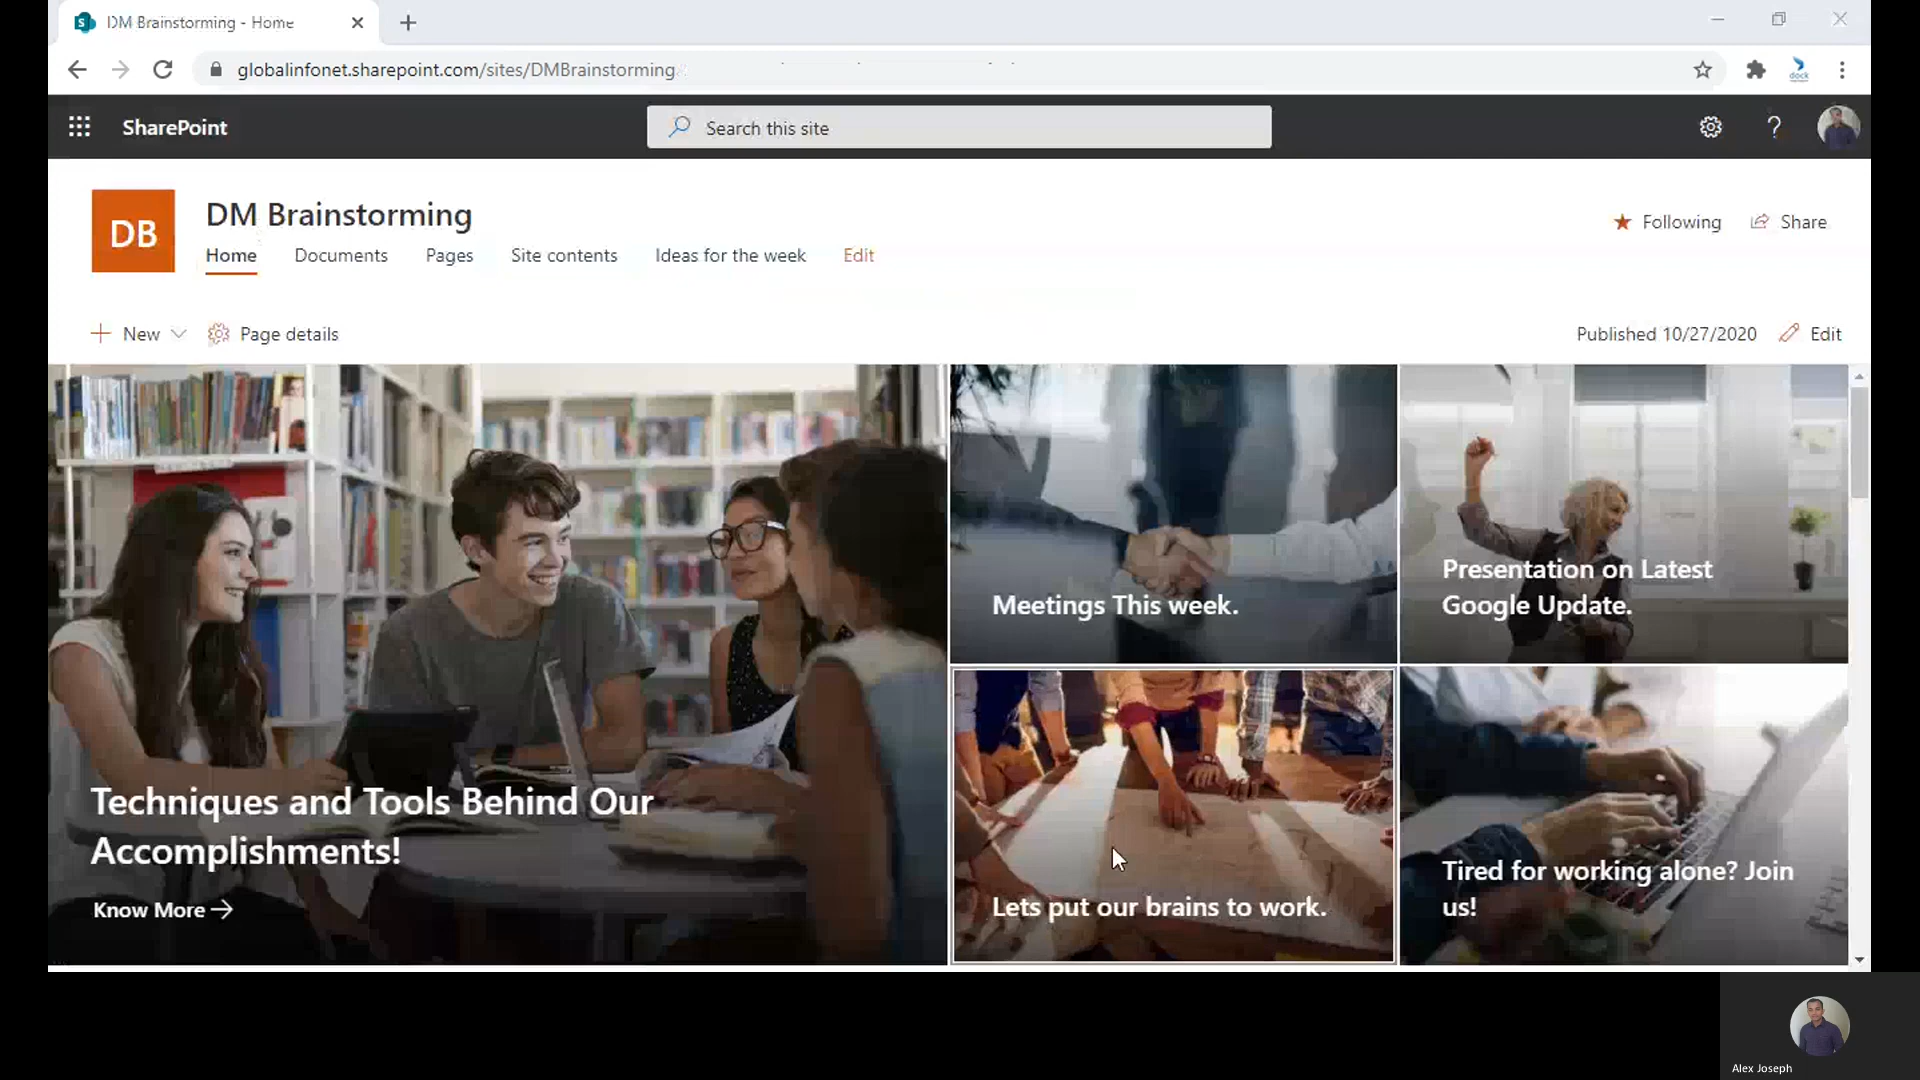 DM Brainstorming - Home
globalinfonet.sharepoint.com/sites/DMBrainstorming
dock
SharePoint
Search this site
DB
DM Brainstorming
Following
Share
Home
Documents
Pages
Site contents
Ideas for the week
Edit
New
Page details
Published 10/27/2020
Edit
Techniques and Tools Behind Our
Accomplishments!
Know More
Meetings This week.
Presentation on Latest
Google Update.
Lets put our brains to work.
Tired for working alone? Join
us!
Alex Joseph